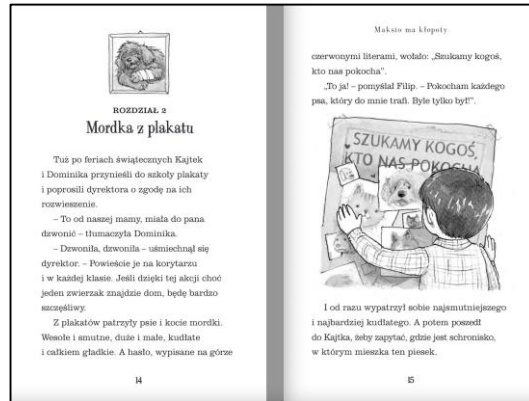 ROZDZIAŁ 2
Mordka z plakatu
Tuż po feriach świątecznych Kajtek
i Dominika przynieśli do szkoły plakaty
i poprosili dyrektora o zgodę na ich
rozwieszenie.
– To od naszej mamy, miała do pana
dzwonić – tłumaczyła Dominika.
– Dzwoniła, dzwoniła – uśmiechnął się
dyrektor. – Powieście je na korytarzu
i w każdej klasie. Jeśli dzięki tej akcji choć
jeden zwierzak znajdzie dom, będę bardzo
szczęśliwy.
Z plakatów patrzyły psie i kocie mordki.
Wesołe i smutne, duże i małe, kudłate
i całkiem gładkie. A hasło, wypisane na górze
14
Maksio ma kłopoty
czerwonymi literami, wołało: „Szukamy kogoś,
kto nas pokocha”.
„To ja! – pomyślał Filip. – Pokocham każdego
psa, który do mnie trafi. Byle tylko był!”.
SZUKAMY KOGOŚ,
KTO NAS POKOCHA
I od razu wypatrzył sobie najsmutniejszego
i najbardziej kudłatego. A potem poszedł
do Kajtka, żeby zapytać, gdzie jest schronisko,
w którym mieszka ten piesek.
15